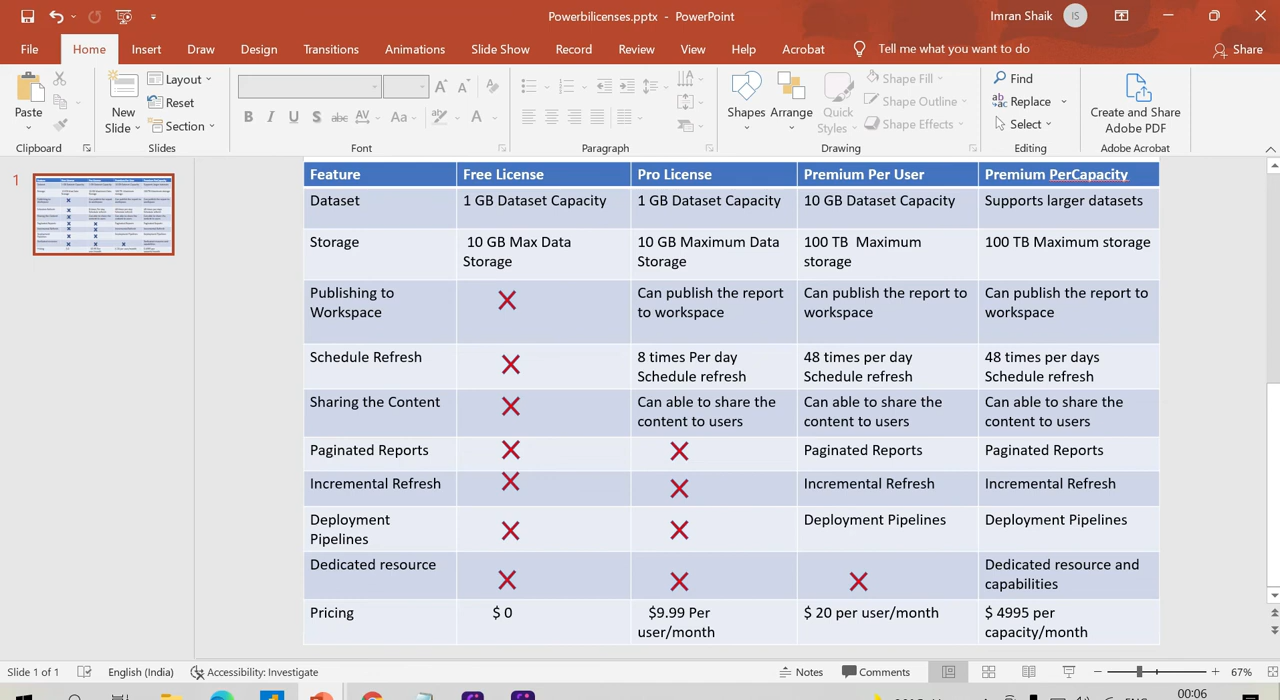 Powerbilicenses.pptx - PowerPoint
Imran Shaik
IS
File Home Insert Draw Design Transitions Animations Slide Show Record Review View Help Acrobat Tell me what you want to do Share
Paste
Clipboard
New Slide
Layout
Reset
Section
Slides
B I U S abc AV Aa A
Font
Paragraph
Shapes
Arrange
Quick Styles
Shape Fill
Shape Outline
Shape Effects
Drawing
Find
Replace
Select
Editing
Create and Share
Adobe PDF
Adobe Acrobat
1
Feature Free License Pro License Premium Per User Premium PerCapacity
Dataset
1 GB Dataset Capacity
1 GB Dataset Capacity
10 GB Dataset Capacity
Supports larger datasets
Storage
10 GB Max Data
Storage
10 GB Maximum Data
Storage
100 TB Maximum
storage
100 TB Maximum storage
Publishing to
Workspace
Can publish the report
to workspace
Can publish the report to
workspace
Can publish the report to
workspace
Schedule Refresh
8 times Per day
Schedule refresh
48 times per day
Schedule refresh
48 times per days
Schedule refresh
Sharing the Content
Can able to share the
content to users
Can able to share the
content to users
Can able to share the
content to users
Paginated Reports
Paginated Reports
Paginated Reports
Incremental Refresh
Incremental Refresh
Incremental Refresh
Deployment
Pipelines
Deployment Pipelines
Deployment Pipelines
Dedicated resource
Dedicated resource and
capabilities
Pricing
$ 0
$9.99 Per
user/month
$ 20 per user/month
$ 4995 per
capacity/month
Slide 1 of 1 English (India) Accessibility: Investigate Notes Comments 67%
00:06